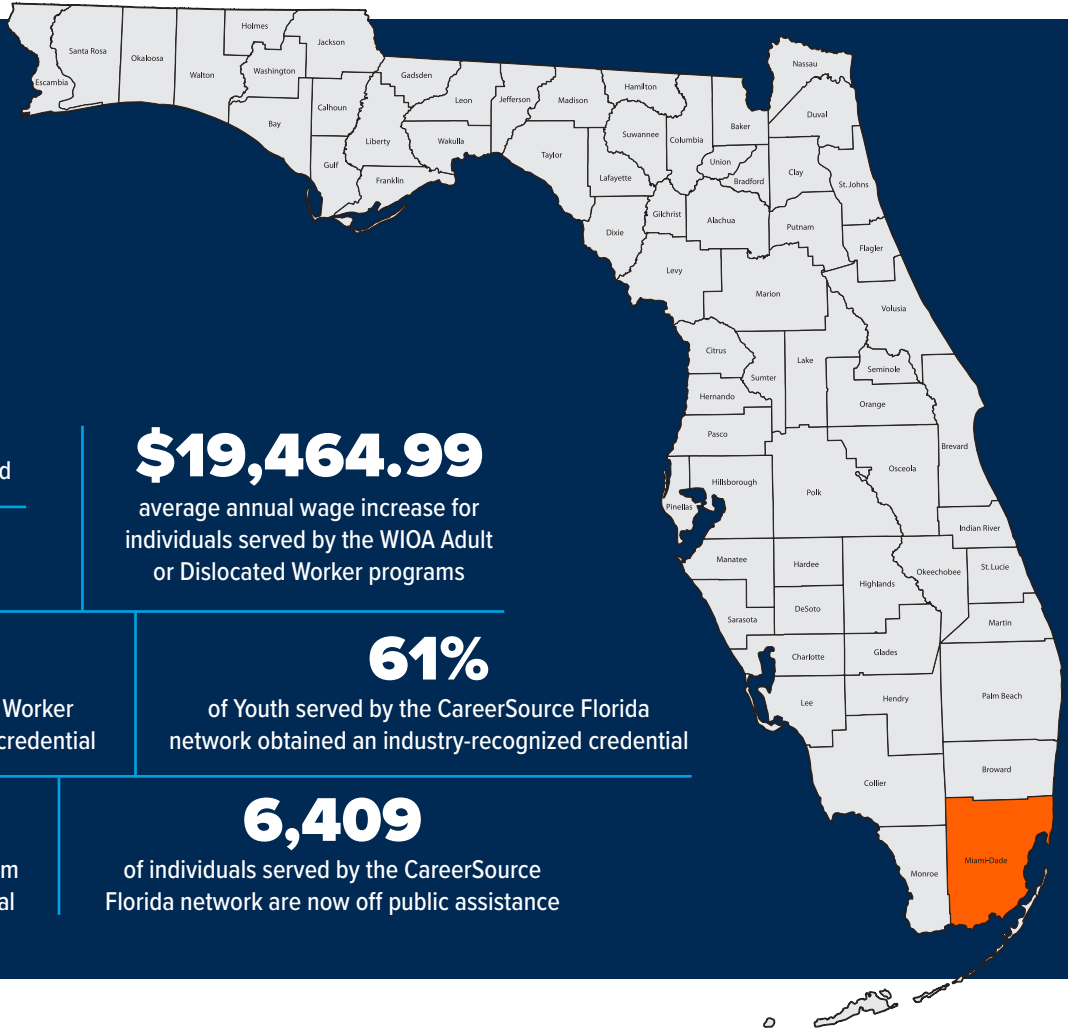 Holmes
Jackson
Santa Rosa
Okaloosa
Walton
Washington
Escambia
Gadsden
Leon
Jefferson
Madison
Hamilton
Nassau
Calhoun
Bay
Liberty
Wakulla
Gulf
Franklin
Taylor
Suwannee
Columbia
Baker
Duval
Union
Bradford
Clay
St. Johns
Lafayette
Gilchrist
Alachua
Putnam
Dixie
Flagler
Levy
Marion
Volusia
Citrus
Sumter
Lake
Seminole
Hernando
Orange
Pasco
Brevard
Osceola
Hillsborough
Polk
Pinellas
Indian River
Manatee
Hardee
Highlands
Okeechobee
St. Lucie
Sarasota
DeSoto
Martin
Charlotte
Glades
Lee
Hendry
Palm Beach
Collier
Broward
Monroe
Miami-Dade
d
$19,464.99
average annual wage increase for
individuals served by the WIOA Adult
or Dislocated Worker programs
Worker
credential
61%
of Youth served by the CareerSource Florida
network obtained an industry-recognized credential
m
al
6,409
of individuals served by the CareerSource
Florida network are now off public assistance